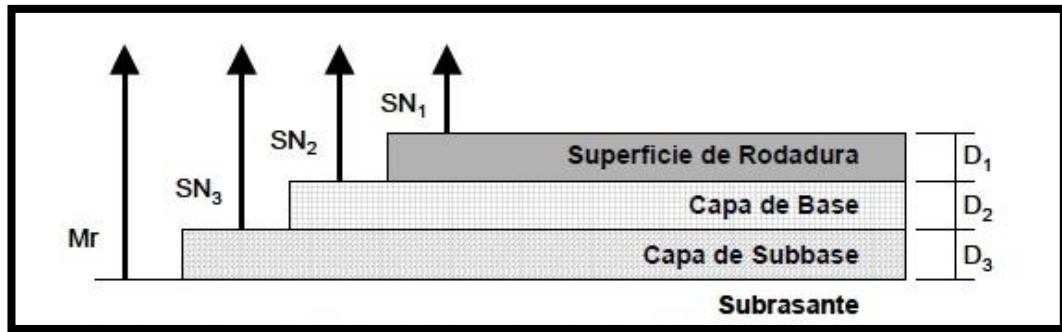 SN₁
SN₂
SN₃
Mr
Superficie de Rodadura
D₁
Capa de Base
D₂
Capa de Subbase
D₃
Subrasante